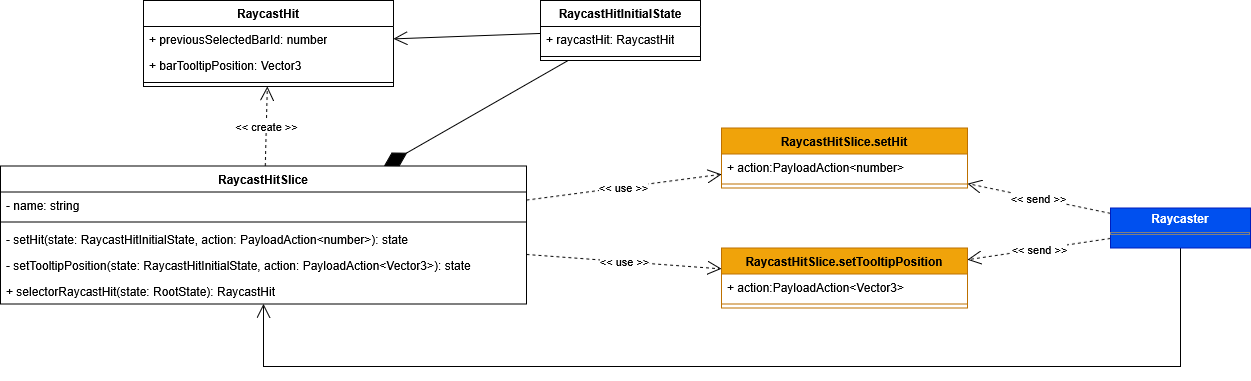 RaycastHit
+ previousSelectedBarId: number
+ barTooltipPosition: Vector3
RaycastHitInitialState
+ raycastHit: RaycastHit
<< create >>
RaycastHitSlice
- name: string
- setHit(state: RaycastHitInitialState, action: PayloadAction<number>): state
- setTooltipPosition(state: RaycastHitInitialState, action: PayloadAction<Vector3>): state
+ selectorRaycastHit(state: RootState): RaycastHit
<< use >>
<< use >>
RaycastHitSlice.setHit
+ action:PayloadAction<number>
RaycastHitSlice.setTooltipPosition
+ action:PayloadAction<Vector3>
<< send >>
<< send >>
Raycaster